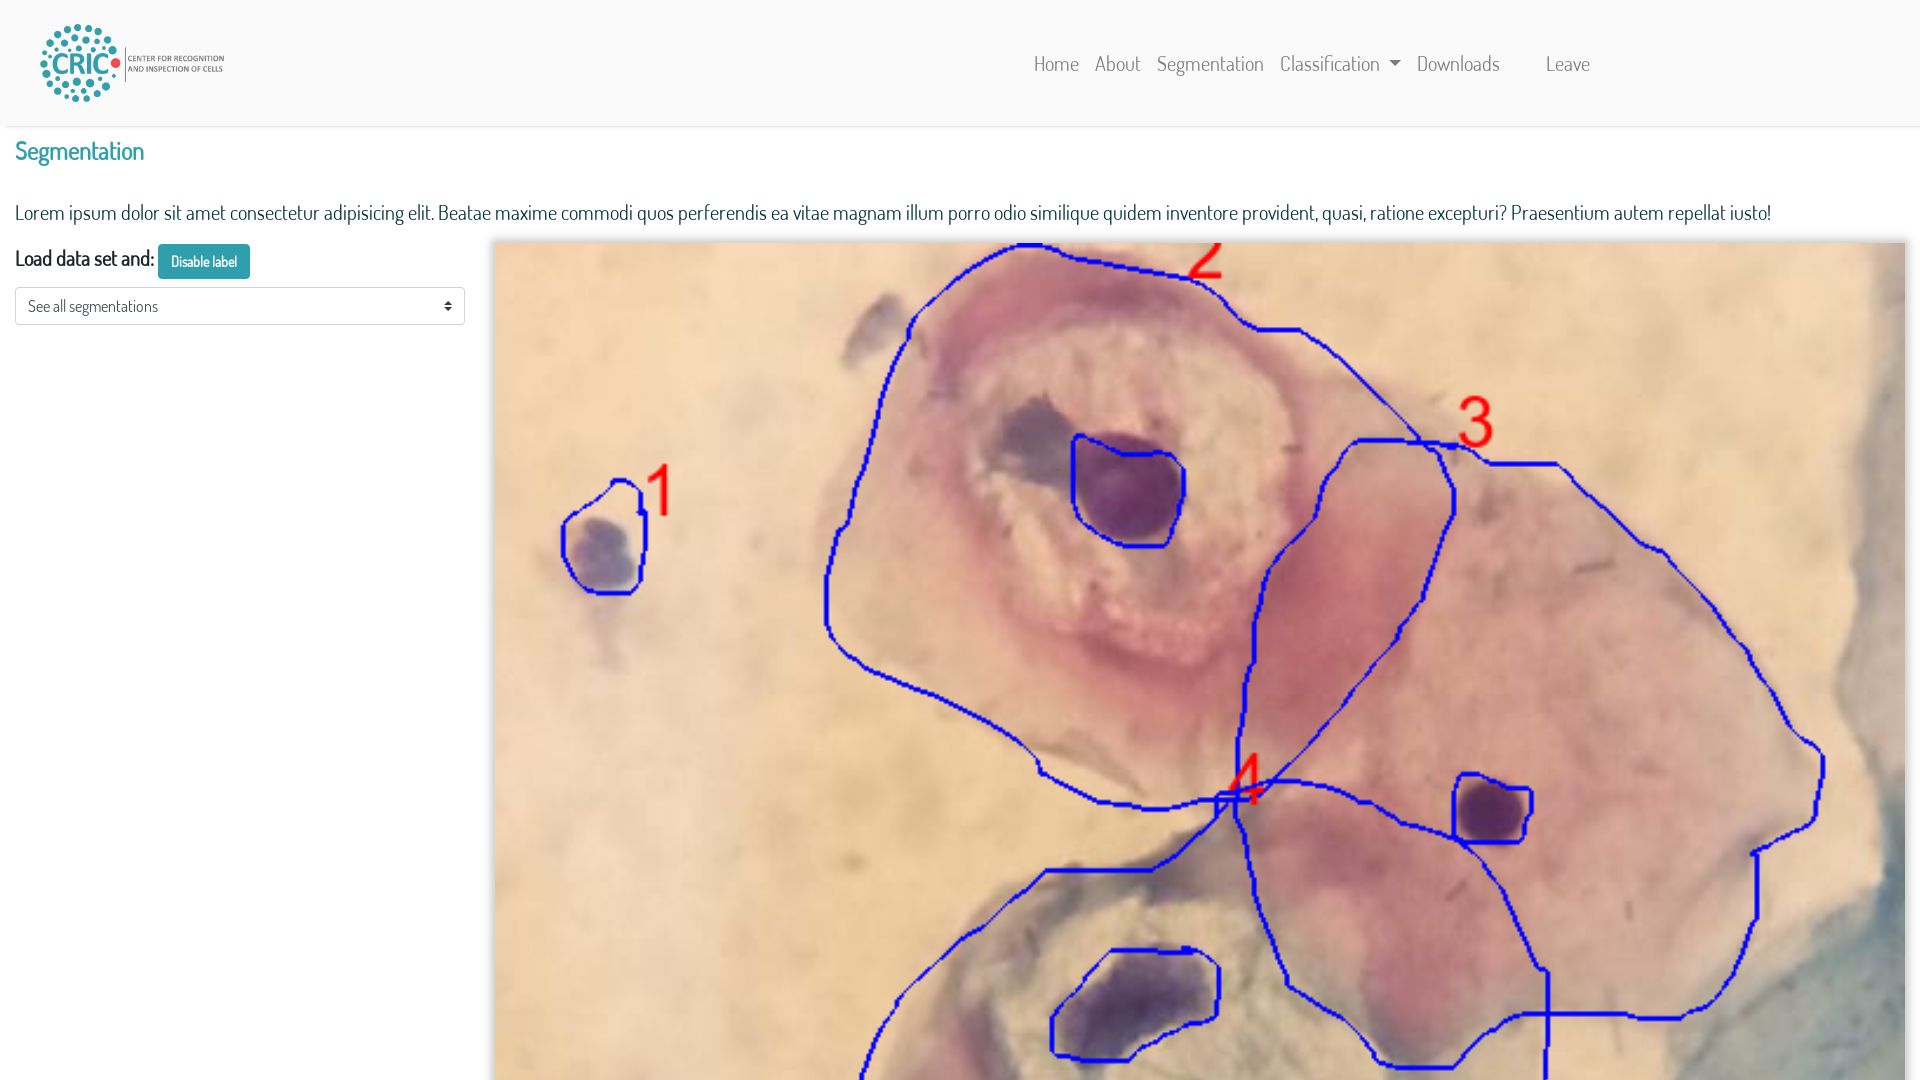 CRIC
CENTER FOR RECOGNITION
AND INSPECTION OF CELLS
Home About Segmentation Classification Downloads Leave
Segmentation
Lorem ipsum dolor sit amet consectetur adipisicing elit. Beatae maxime commodi quos perferendis ea vitae magnam illum porro odio similique quidem inventore provident, quasi, ratione excepturi? Praesentium autem repellat iusto!
Load data set and: Disable label
See all segmentations
2
3
1
4